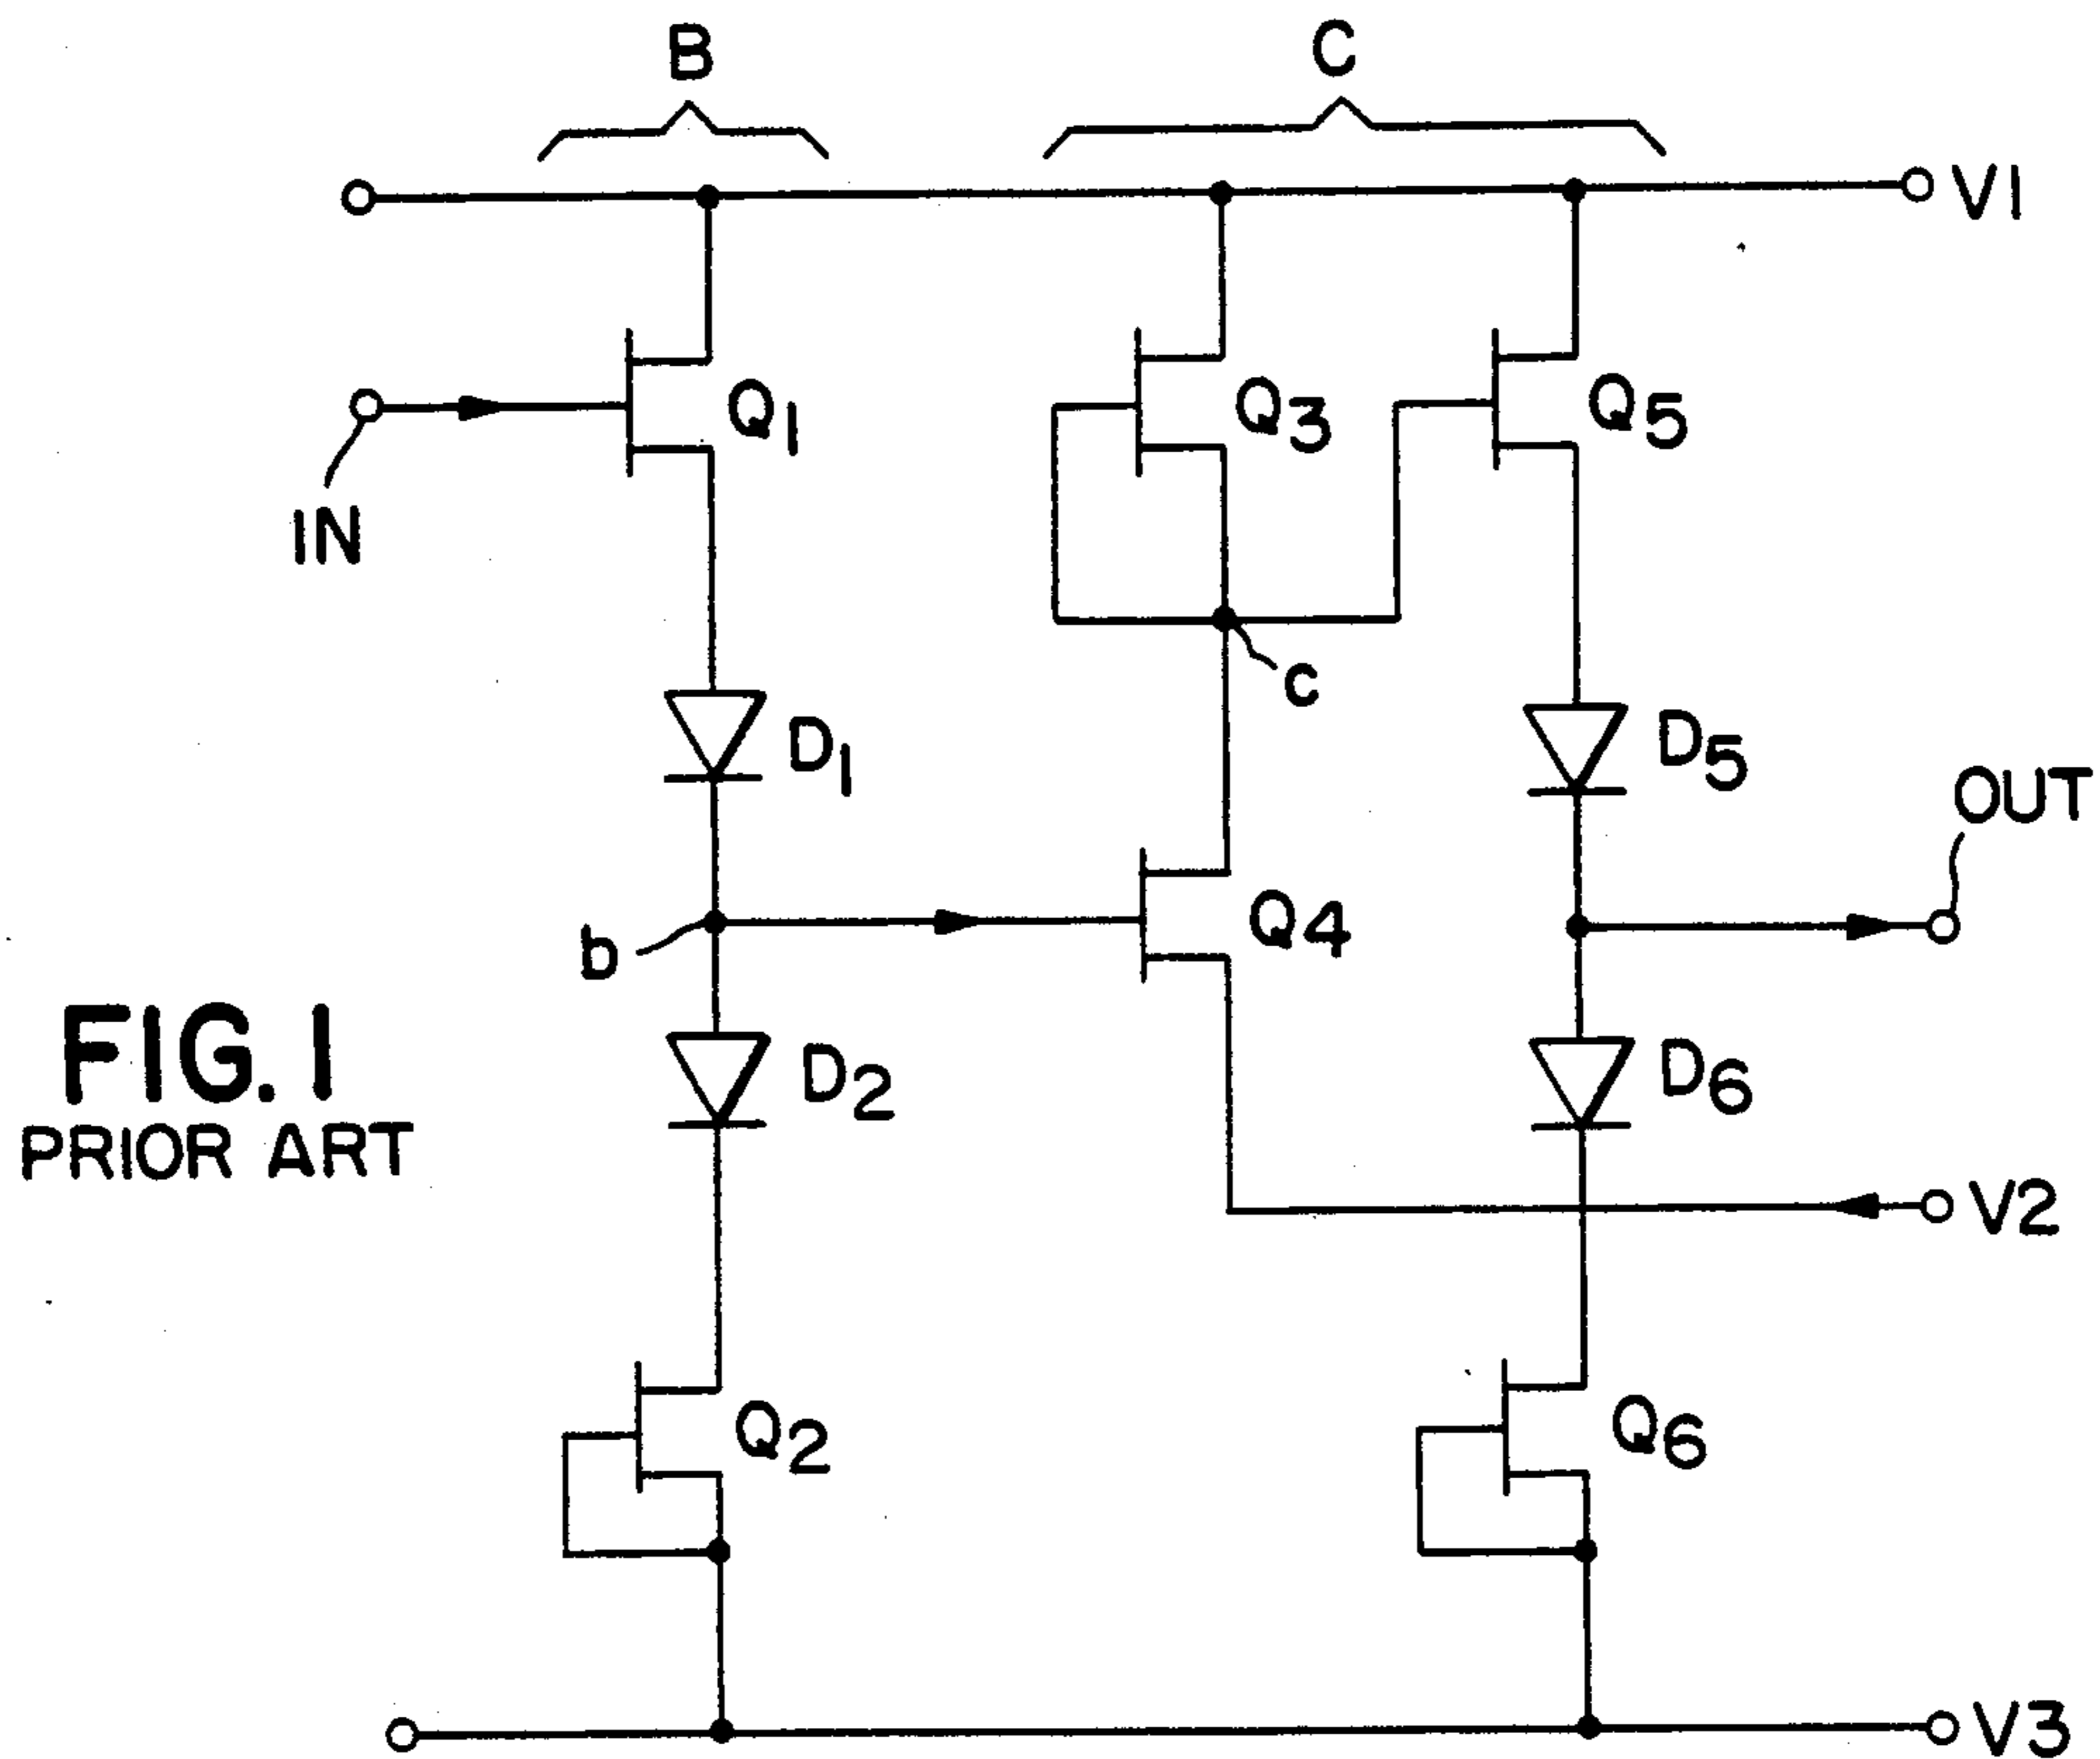 B
C
V1
Q1
Q3
Q5
IN
c
D1
D5
OUT
b
Q4
FIG. 1
PRIOR ART
D2
D6
V2
Q2
Q6
V3